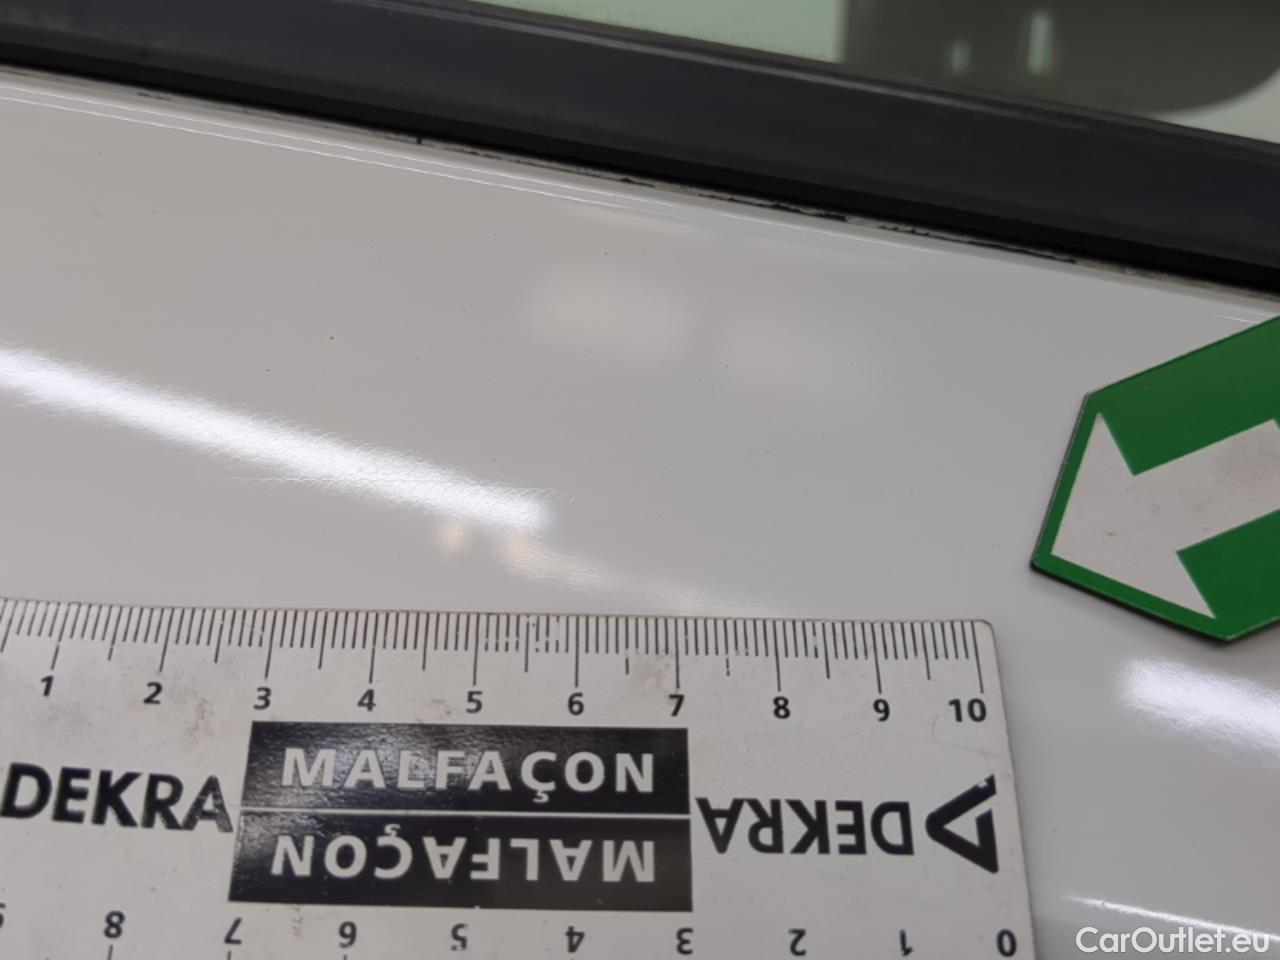 1 2 3 4 5 6 7 8 9 10
DEKRA MALFAÇON DEKRA
MALFAÇON
8 7 6 5 4 3 2 1 0
CarOutlet.eu